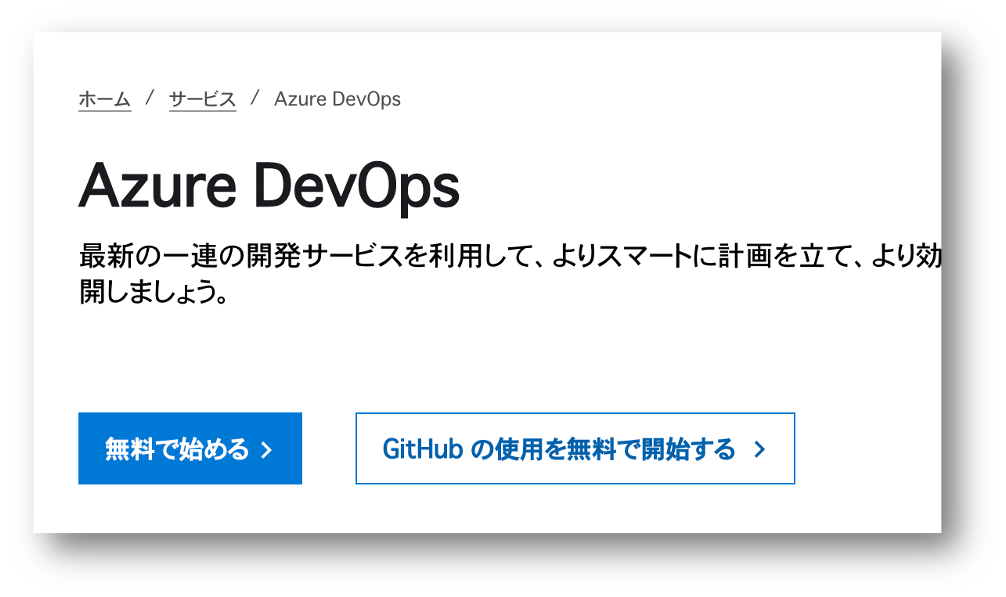 ホーム / サービス / Azure DevOps
Azure DevOps
最新の一連の開発サービスを利用して、よりスマートに計画を立て、より効
開しましょう。
無料で始める >
GitHub の使用を無料で開始する >